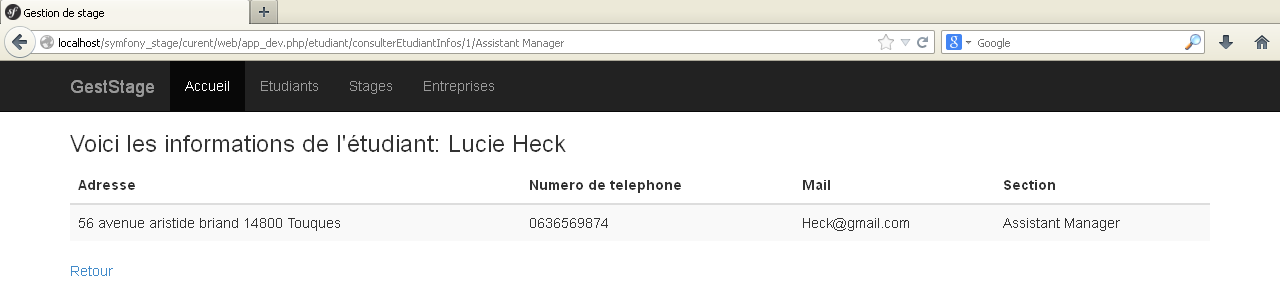 Gestion de stage
localhost/symfony_stage/curent/web/app_dev.php/etudiant/consulterEtudiantInfos/1/Assistant Manager
Google
GestStage Accueil Etudiants Stages Entreprises
Voici les informations de l'étudiant: Lucie Heck
Adresse Numero de telephone Mail Section
56 avenue aristide briand 14800 Touques 0636569874 Heck@gmail.com Assistant Manager
Retour